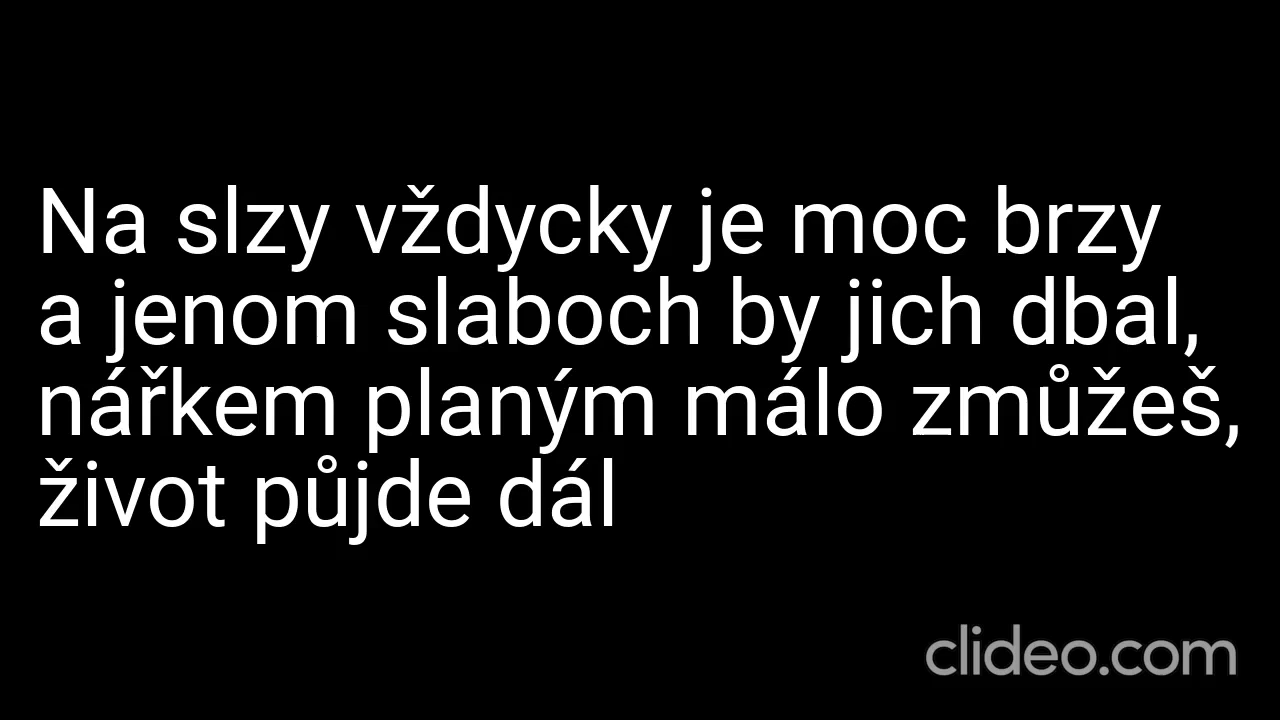 Na slzy vždycky je moc brzy
a jenom slaboch by jich dbal,
nářkem planým málo zmůžeš,
život půjde dál
clideo.com